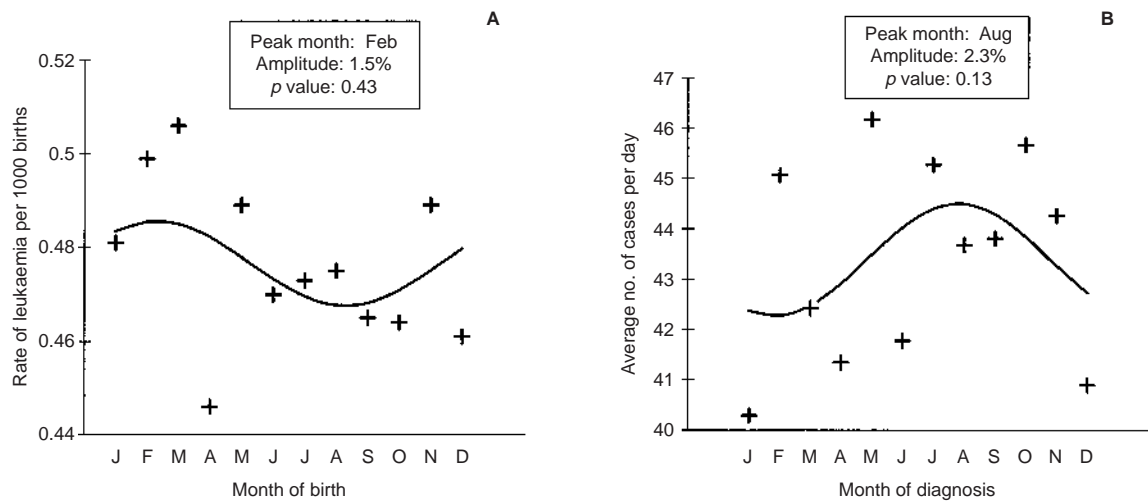 A
Peak month: Feb
Amplitude: 1.5%
p value: 0.43
0.52
0.5
0.48
0.46
0.44
Rate of leukaemia per 1000 births
J F M A M J J A S O N D
Month of birth
B
Peak month: Aug
Amplitude: 2.3%
p value: 0.13
47
46
45
44
43
42
41
40
Average no. of cases per day
J F M A M J J A S O N D
Month of diagnosis